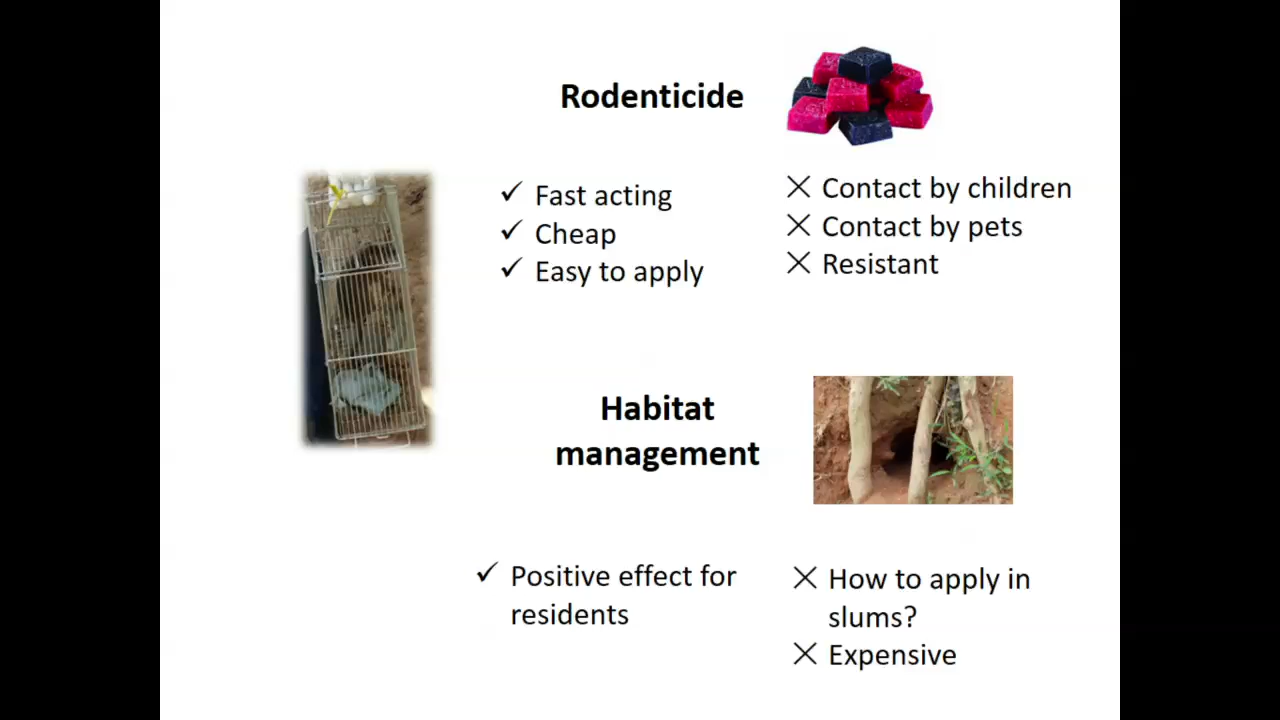 Rodenticide
✓ Fast acting
✓ Cheap
✓ Easy to apply
✕ Contact by children
✕ Contact by pets
✕ Resistant
Habitat
management
✓ Positive effect for
residents
✕ How to apply in
slums?
✕ Expensive